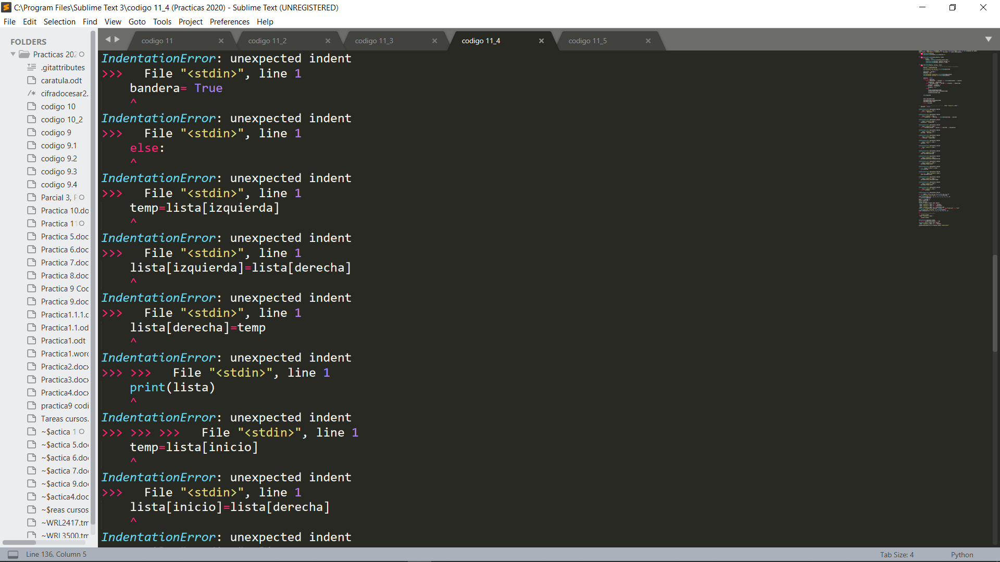 C:\Program Files\Sublime Text 3\codigo 11_4 (Practicas 2020) - Sublime Text (UNREGISTERED)
File Edit Selection Find View Goto Tools Project Preferences Help
FOLDERS
Practicas 202
.gitattributes
caratula.odt
cifradocesar2.
codigo 10
codigo 10_2
codigo 9
codigo 9.1
codigo 9.2
codigo 9.3
codigo 9.4
Parcial 3, P
Practica 10.do
Practica 11
Practica 5.doc
Practica 6.doc
Practica 7.doc
Practica 8.doc
Practica 9 Coc
Practica 9.doc
Practica1.1.1.c
Practica1.1.od
Practica1.odt
Practica1.word
Practica2.docx
Practica3.docx
Practica4.docx
practica9 codi
Tareas cursos.
~$actica 1
~$actica 5.doc
~$actica 6.doc
~$actica 7.doc
~$actica 9.doc
~$actica4.doc
~$reas cursos
~WRL2417.tm
~WRL3500.tm
codigo 11 codigo 11_2 codigo 11_3 codigo 11_4 codigo 11_5
IndentationError: unexpected indent
>>>   File "<stdin>", line 1
    bandera= True
    ^
IndentationError: unexpected indent
>>>   File "<stdin>", line 1
    else:
    ^
IndentationError: unexpected indent
>>>   File "<stdin>", line 1
    temp=lista[izquierda]
    ^
IndentationError: unexpected indent
>>>   File "<stdin>", line 1
    lista[izquierda]=lista[derecha]
    ^
IndentationError: unexpected indent
>>>   File "<stdin>", line 1
    lista[derecha]=temp
    ^
IndentationError: unexpected indent
>>> >>>   File "<stdin>", line 1
    print(lista)
    ^
IndentationError: unexpected indent
>>> >>> >>>   File "<stdin>", line 1
    temp=lista[inicio]
    ^
IndentationError: unexpected indent
>>>   File "<stdin>", line 1
    lista[inicio]=lista[derecha]
    ^
IndentationError: unexpected indent
Line 136, Column 5
Tab Size: 4
Python